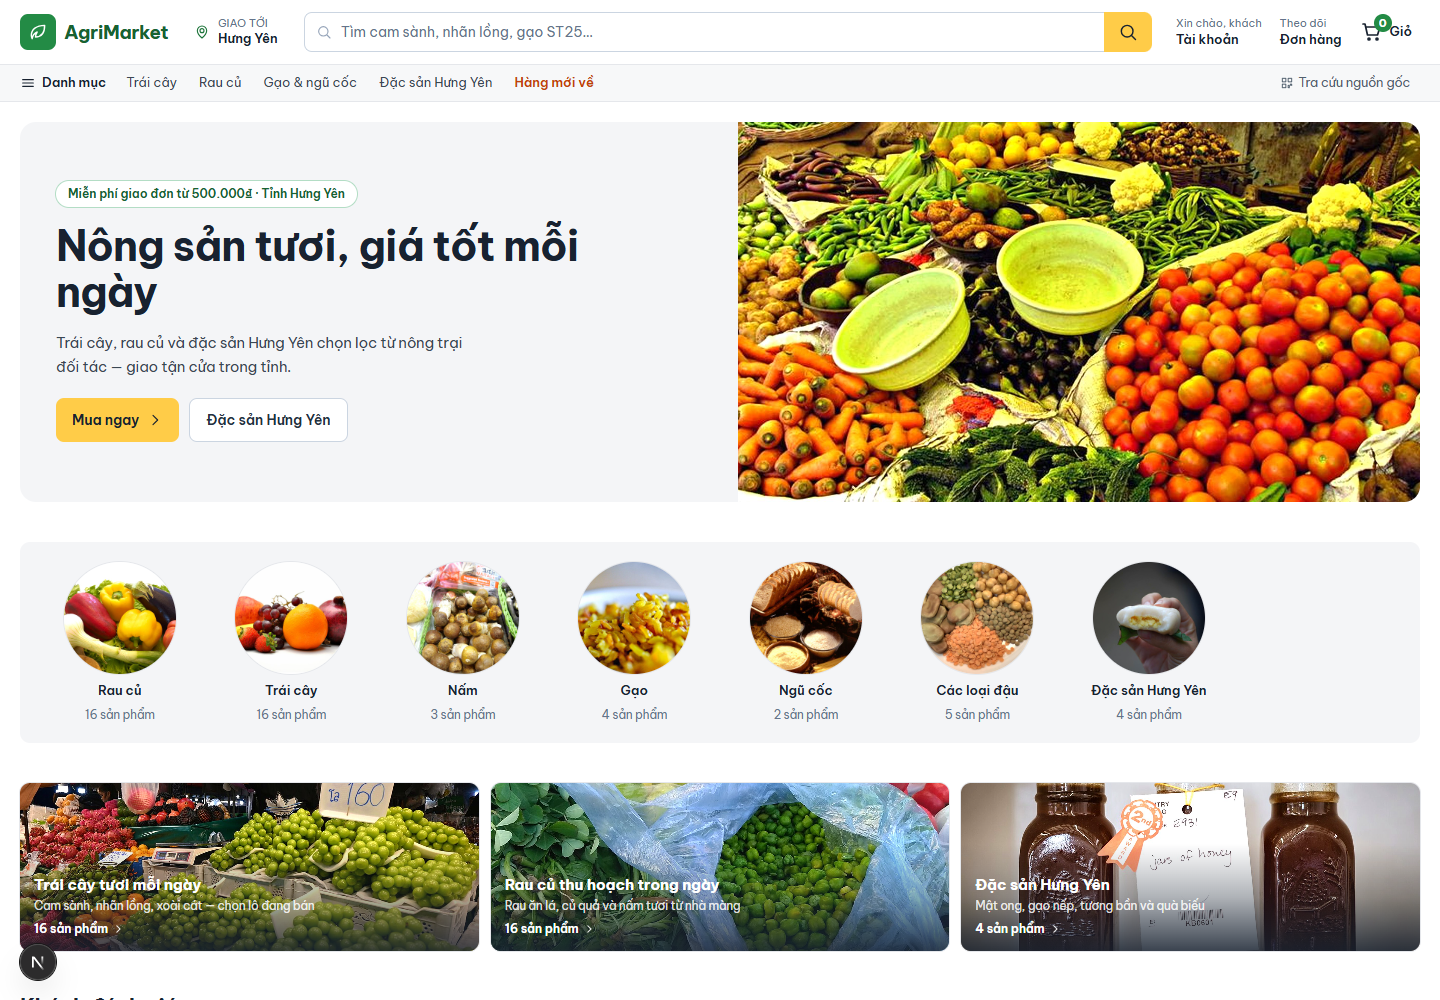 AgriMarket
GIAO TỚI
Hưng Yên
Tìm cam sành, nhãn lồng, gạo ST25...
Xin chào, khách
Tài khoản
Theo dõi
Đơn hàng
0
Giỏ
Danh mục
Trái cây
Rau củ
Gạo & ngũ cốc
Đặc sản Hưng Yên
Hàng mới về
Tra cứu nguồn gốc
Miễn phí giao đơn từ 500.000₫ · Tỉnh Hưng Yên
Nông sản tươi, giá tốt mỗi
ngày
Trái cây, rau củ và đặc sản Hưng Yên chọn lọc từ nông trại
đối tác — giao tận cửa trong tỉnh.
Mua ngay
Đặc sản Hưng Yên
Rau củ
16 sản phẩm
Trái cây
16 sản phẩm
Nấm
3 sản phẩm
Gạo
4 sản phẩm
Ngũ cốc
2 sản phẩm
Các loại đậu
5 sản phẩm
Đặc sản Hưng Yên
4 sản phẩm
160
Trái cây tươi mỗi ngày
Cam sành, nhãn lồng, xoài cát — chọn lô đang bán
16 sản phẩm
Rau củ thu hoạch trong ngày
Rau ăn lá, củ quả và nấm tươi từ nhà màng
16 sản phẩm
2nd
jars of honey
Đặc sản Hưng Yên
Mật ong, gạo nếp, tương bần và quà biếu
4 sản phẩm
N